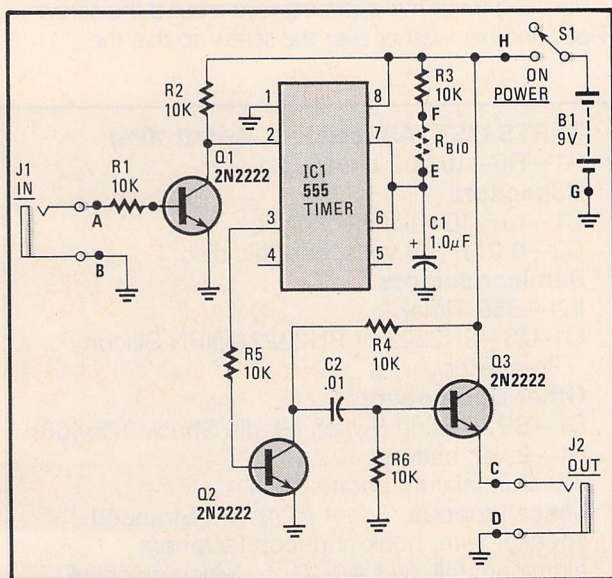 H
S1
R2
10K
R3
10K
ON
POWER
1
8
F
2
7
R BIO
B1
9V
Q1
2N2222
IC1
555
TIMER
E
G
J1
IN
R1
10K
A
3
6
C1
+ 1.0µF
B
4
5
R4
10K
R5
10K
Q3
2N2222
C2
.01
J2
OUT
C
R6
10K
Q2
2N2222
D